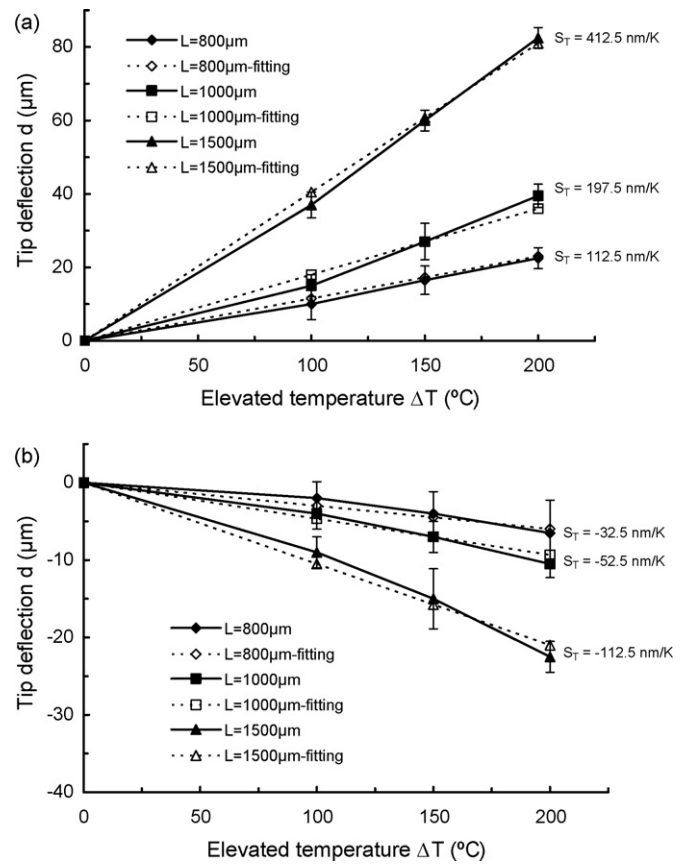 (a)
80
60
40
20
0
Tip deflection d (µm)
L=800µm
L=800µm-fitting
L=1000µm
L=1000µm-fitting
L=1500µm
L=1500µm-fitting
S_T = 412.5 nm/K
S_T = 197.5 nm/K
S_T = 112.5 nm/K
0 50 100 150 200
Elevated temperature ΔT (ºC)
(b)
0
-10
-20
-30
-40
Tip deflection d (µm)
S_T = -32.5 nm/K
S_T = -52.5 nm/K
S_T = -112.5 nm/K
L=800µm
L=800µm-fitting
L=1000µm
L=1000µm-fitting
L=1500µm
L=1500µm-fitting
0 50 100 150 200
Elevated temperature ΔT (ºC)